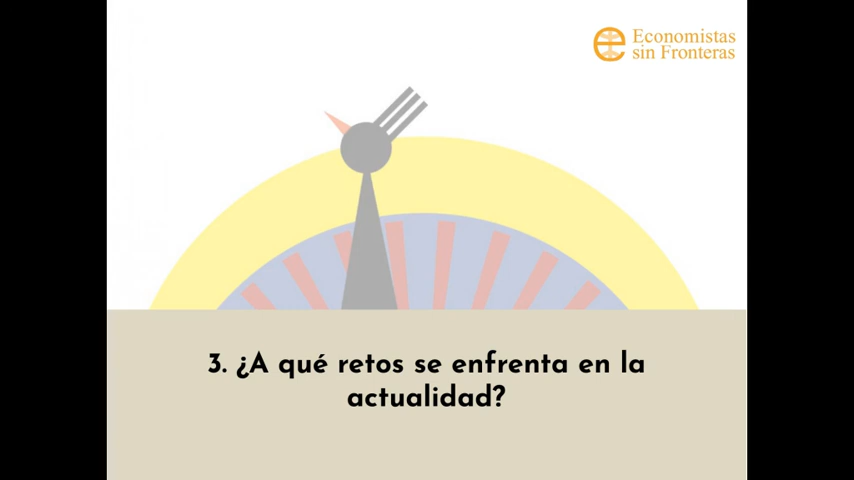 Economistas
sin Fronteras
3. ¿A qué retos se enfrenta en la
actualidad?